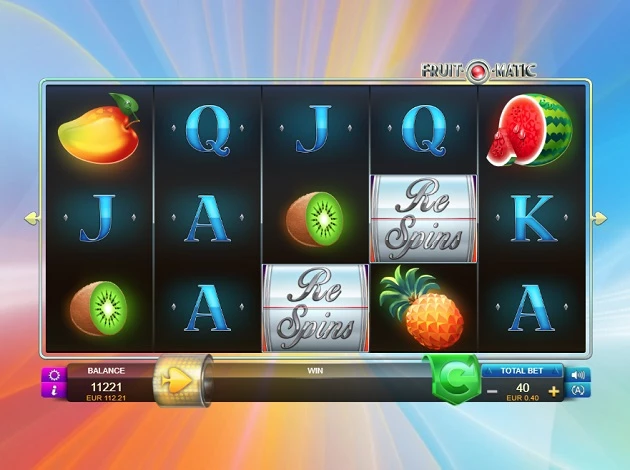 FRUIT-O-MATIC
Q J Q
J A Re Spins K
A Re Spins A
BALANCE
11221
EUR 112.21
WIN
TOTAL BET
- 40 +
EUR 0.40
i
(A)